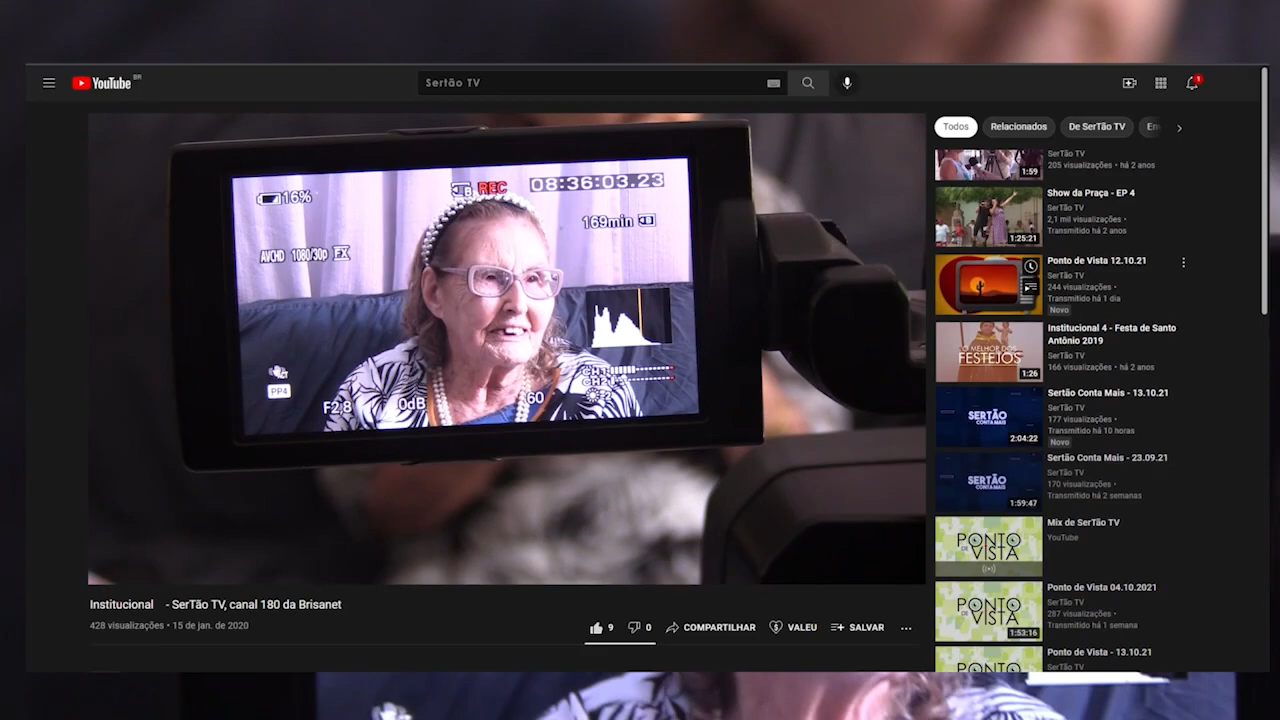 YouTube BR
Sertão TV
16%
B REC
08:36:03.23
169min
AVCHD 1080/30p FX
PP4
F2.8
0dB
60
CH1
CH2
2
Institucional - SerTão TV, canal 180 da Brisanet
428 visualizações • 15 de jan. de 2020
9
0
COMPARTILHAR
VALEU
SALVAR
Todos
Relacionados
De SerTão TV
1
SerTão TV
205 visualizações • há 2 anos
1:59
Show da Praça - EP 4
SerTão TV
2,1 mil visualizações •
Transmitido há 2 anos
1:25:21
Ponto de Vista 12.10.21
SerTão TV
244 visualizações •
Transmitido há 1 dia
Novo
Institucional 4 - Festa de Santo
Antônio 2019
SerTão TV
166 visualizações • há 2 anos
O MELHOR DOS
FESTEJOS
1:26
Sertão Conta Mais - 13.10.21
SerTão TV
177 visualizações •
Transmitido há 10 horas
Novo
SERTÃO
CONTA MAIS
2:04:22
Sertão Conta Mais - 23.09.21
SerTão TV
170 visualizações •
Transmitido há 2 semanas
SERTÃO
CONTA MAIS
1:59:47
Mix de SerTão TV
YouTube
PONTO
DE VISTA
Ponto de Vista 04.10.2021
SerTão TV
287 visualizações •
Transmitido há 1 semana
PONTO
DE VISTA
1:53:16
Ponto de Vista - 13.10.21
SerTão TV
PONTO